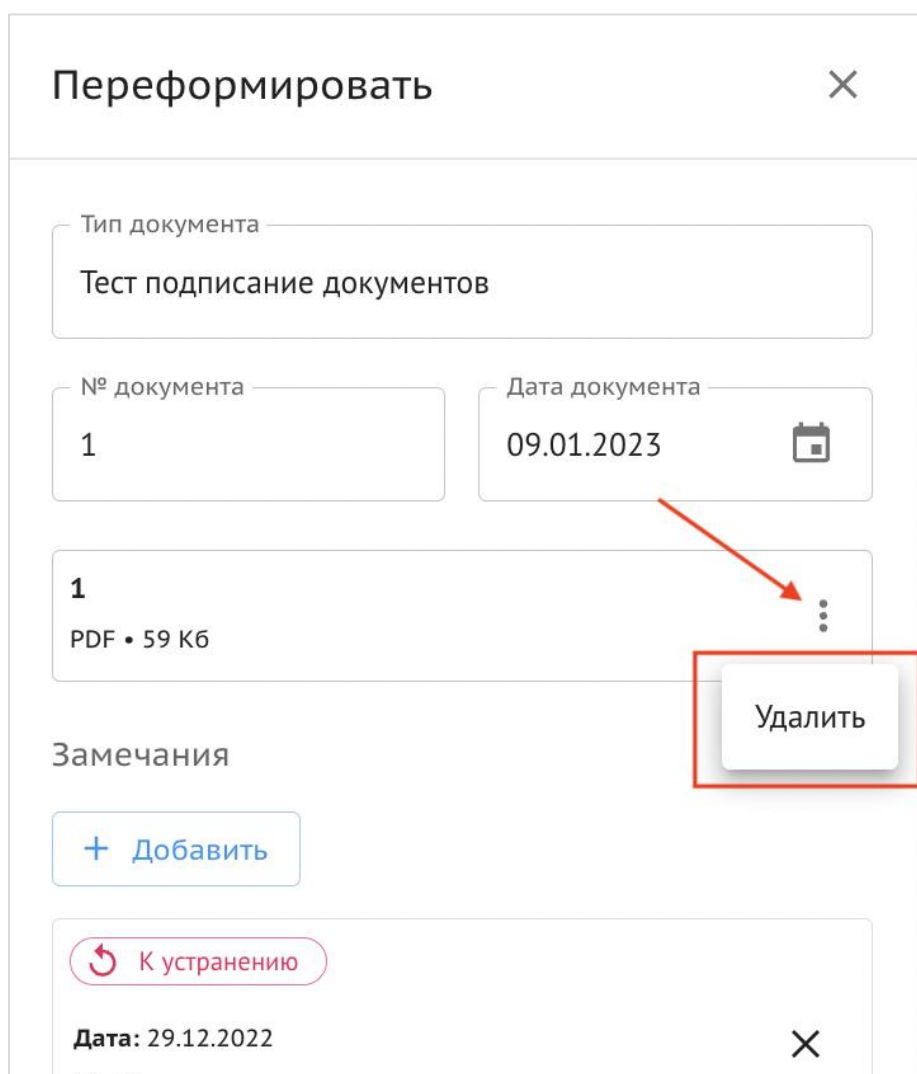 Переформировать
Тип документа
Тест подписание документов
№ документа
Дата документа
1
09.01.2023
1
PDF • 59 Кб
Удалить
Замечания
+ Добавить
К устранению
Дата: 29.12.2022